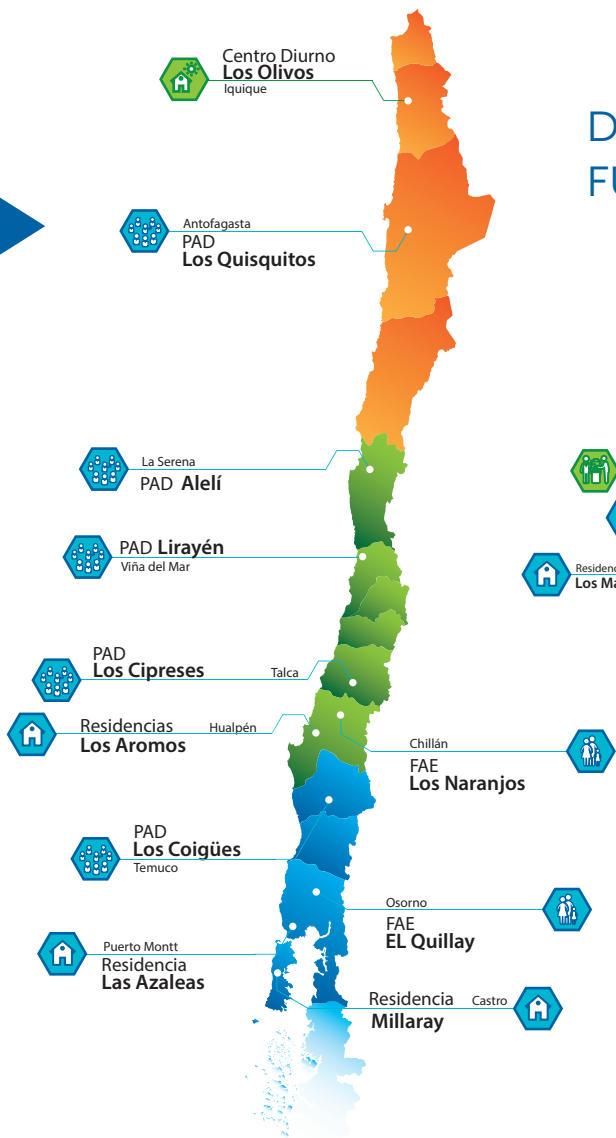 Centro Diurno
Los Olivos
Iquique
Antofagasta
PAD
Los Quisquitos
La Serena
PAD Alelí
PAD Lirayén
Viña del Mar
PAD
Los Cipreses
Talca
Residencias
Los Aromos
Hualpén
Chillán
FAE
Los Naranjos
PAD
Los Coigües
Temuco
Osorno
FAE
EL Quillay
Puerto Montt
Residencia
Las Azaleas
Residencia
Millaray
Castro